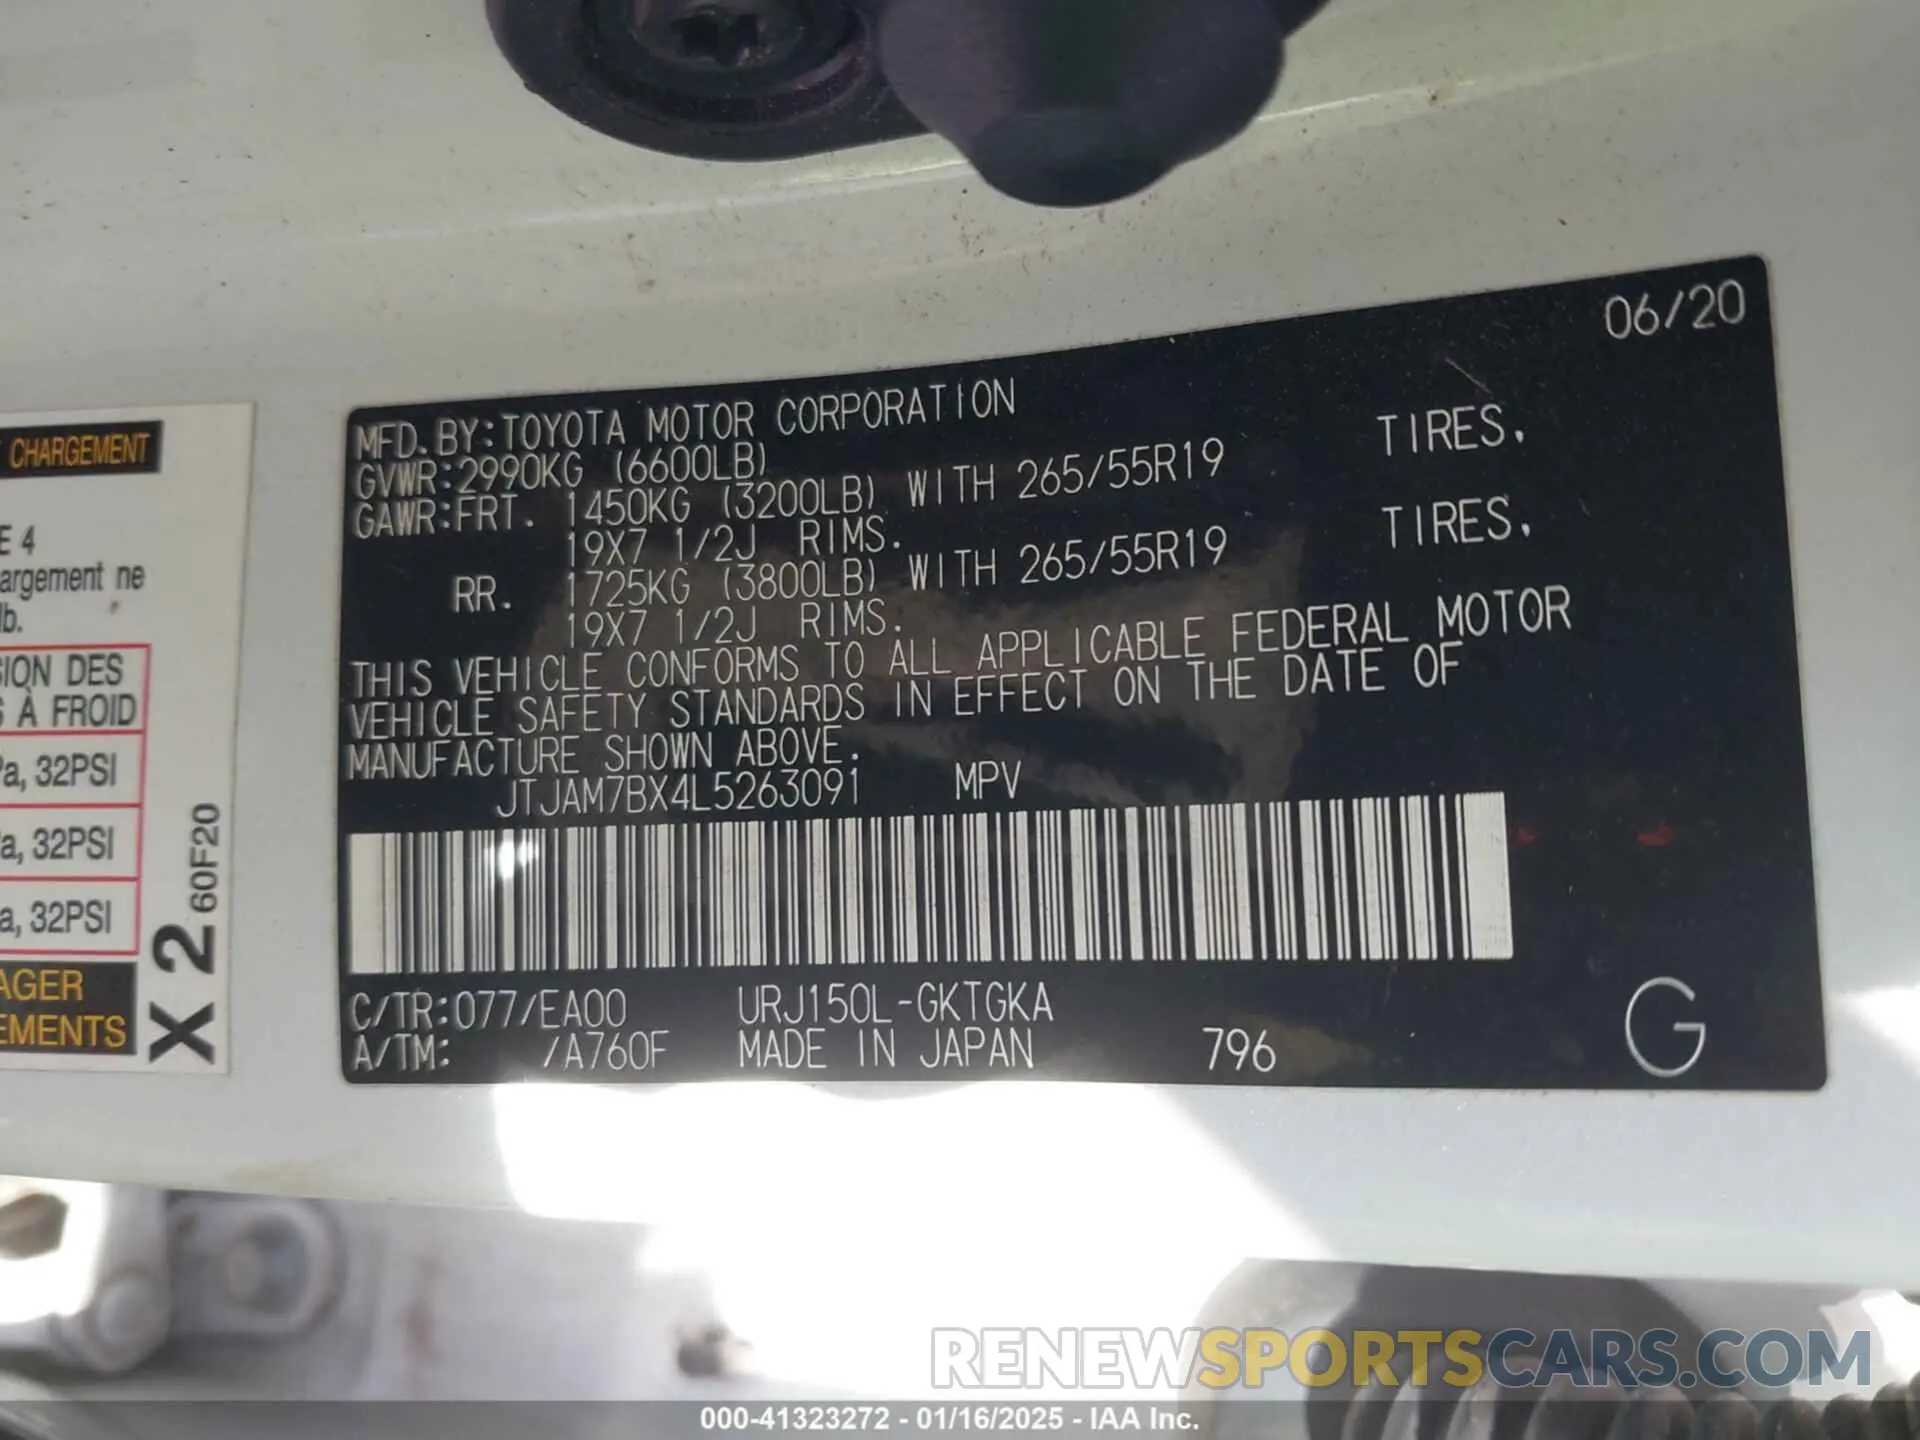 06/20
MFD. BY: TOYOTA MOTOR CORPORATION
GVWR: 2990KG (6600LB)
GAWR: FRT. 1450KG (3200LB) WITH 265/55R19 TIRES,
19X7 1/2J RIMS.
RR. 1725KG (3800LB) WITH 265/55R19 TIRES,
19X7 1/2J RIMS.
THIS VEHICLE CONFORMS TO ALL APPLICABLE FEDERAL MOTOR
VEHICLE SAFETY STANDARDS IN EFFECT ON THE DATE OF
MANUFACTURE SHOWN ABOVE.
JTJAM7BX4L5263091 MPV
C/TR: 077/EA00 URJ150L-GKTGKA
A/TM: /A760F MADE IN JAPAN 796 G
CHARGEMENT
E 4
argement ne
lb.
SION DES
À FROID
Pa, 32PSI
a, 32PSI
a, 32PSI
AGER
EMENTS
X 2 60F20
RENEWSPORTSCARS.COM
000-41323272 - 01/16/2025 - IAA Inc.